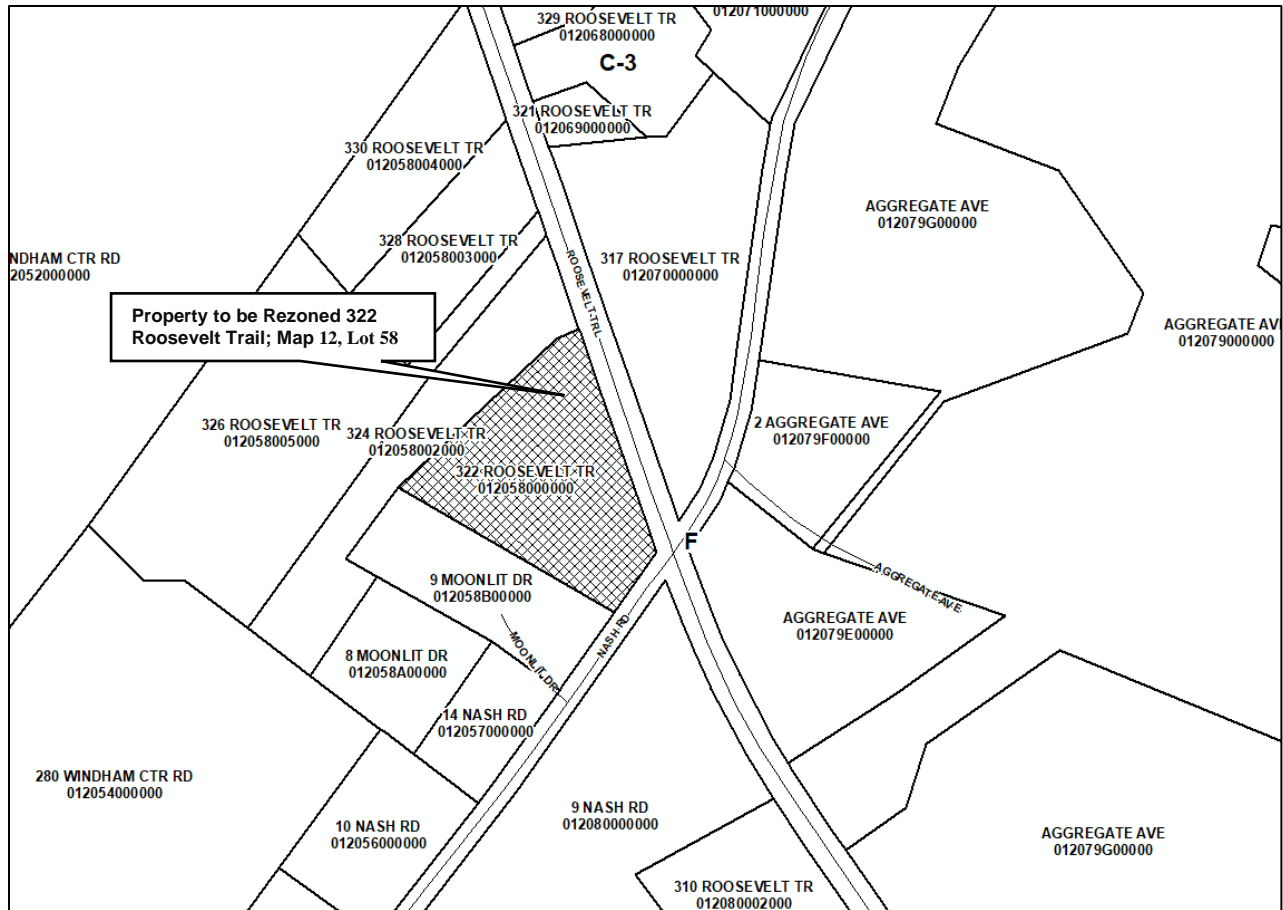 329 ROOSEVELT TR
012068000000
012071000000
C-3
321 ROOSEVELT TR
012069000000
330 ROOSEVELT TR
012058004000
AGGREGATE AVE
012079G00000
328 ROOSEVELT TR
012058003000
NDHAM CTR RD
2052000000
317 ROOSEVELT TR
012070000000
ROOSEVELT TRL
Property to be Rezoned 322
Roosevelt Trail; Map 12, Lot 58
AGGREGATE AVE
012079000000
326 ROOSEVELT TR
012058005000
324 ROOSEVELT TR
012058002000
2 AGGREGATE AVE
012079F00000
322 ROOSEVELT TR
012058000000
F
AGGREGATE AVE
9 MOONLIT DR
012058B00000
NASH RD
MOONLIT DR
AGGREGATE AVE
012079E00000
8 MOONLIT DR
012058A00000
14 NASH RD
012057000000
280 WINDHAM CTR RD
012054000000
10 NASH RD
012056000000
9 NASH RD
012080000000
AGGREGATE AVE
012079G00000
310 ROOSEVELT TR
012080002000